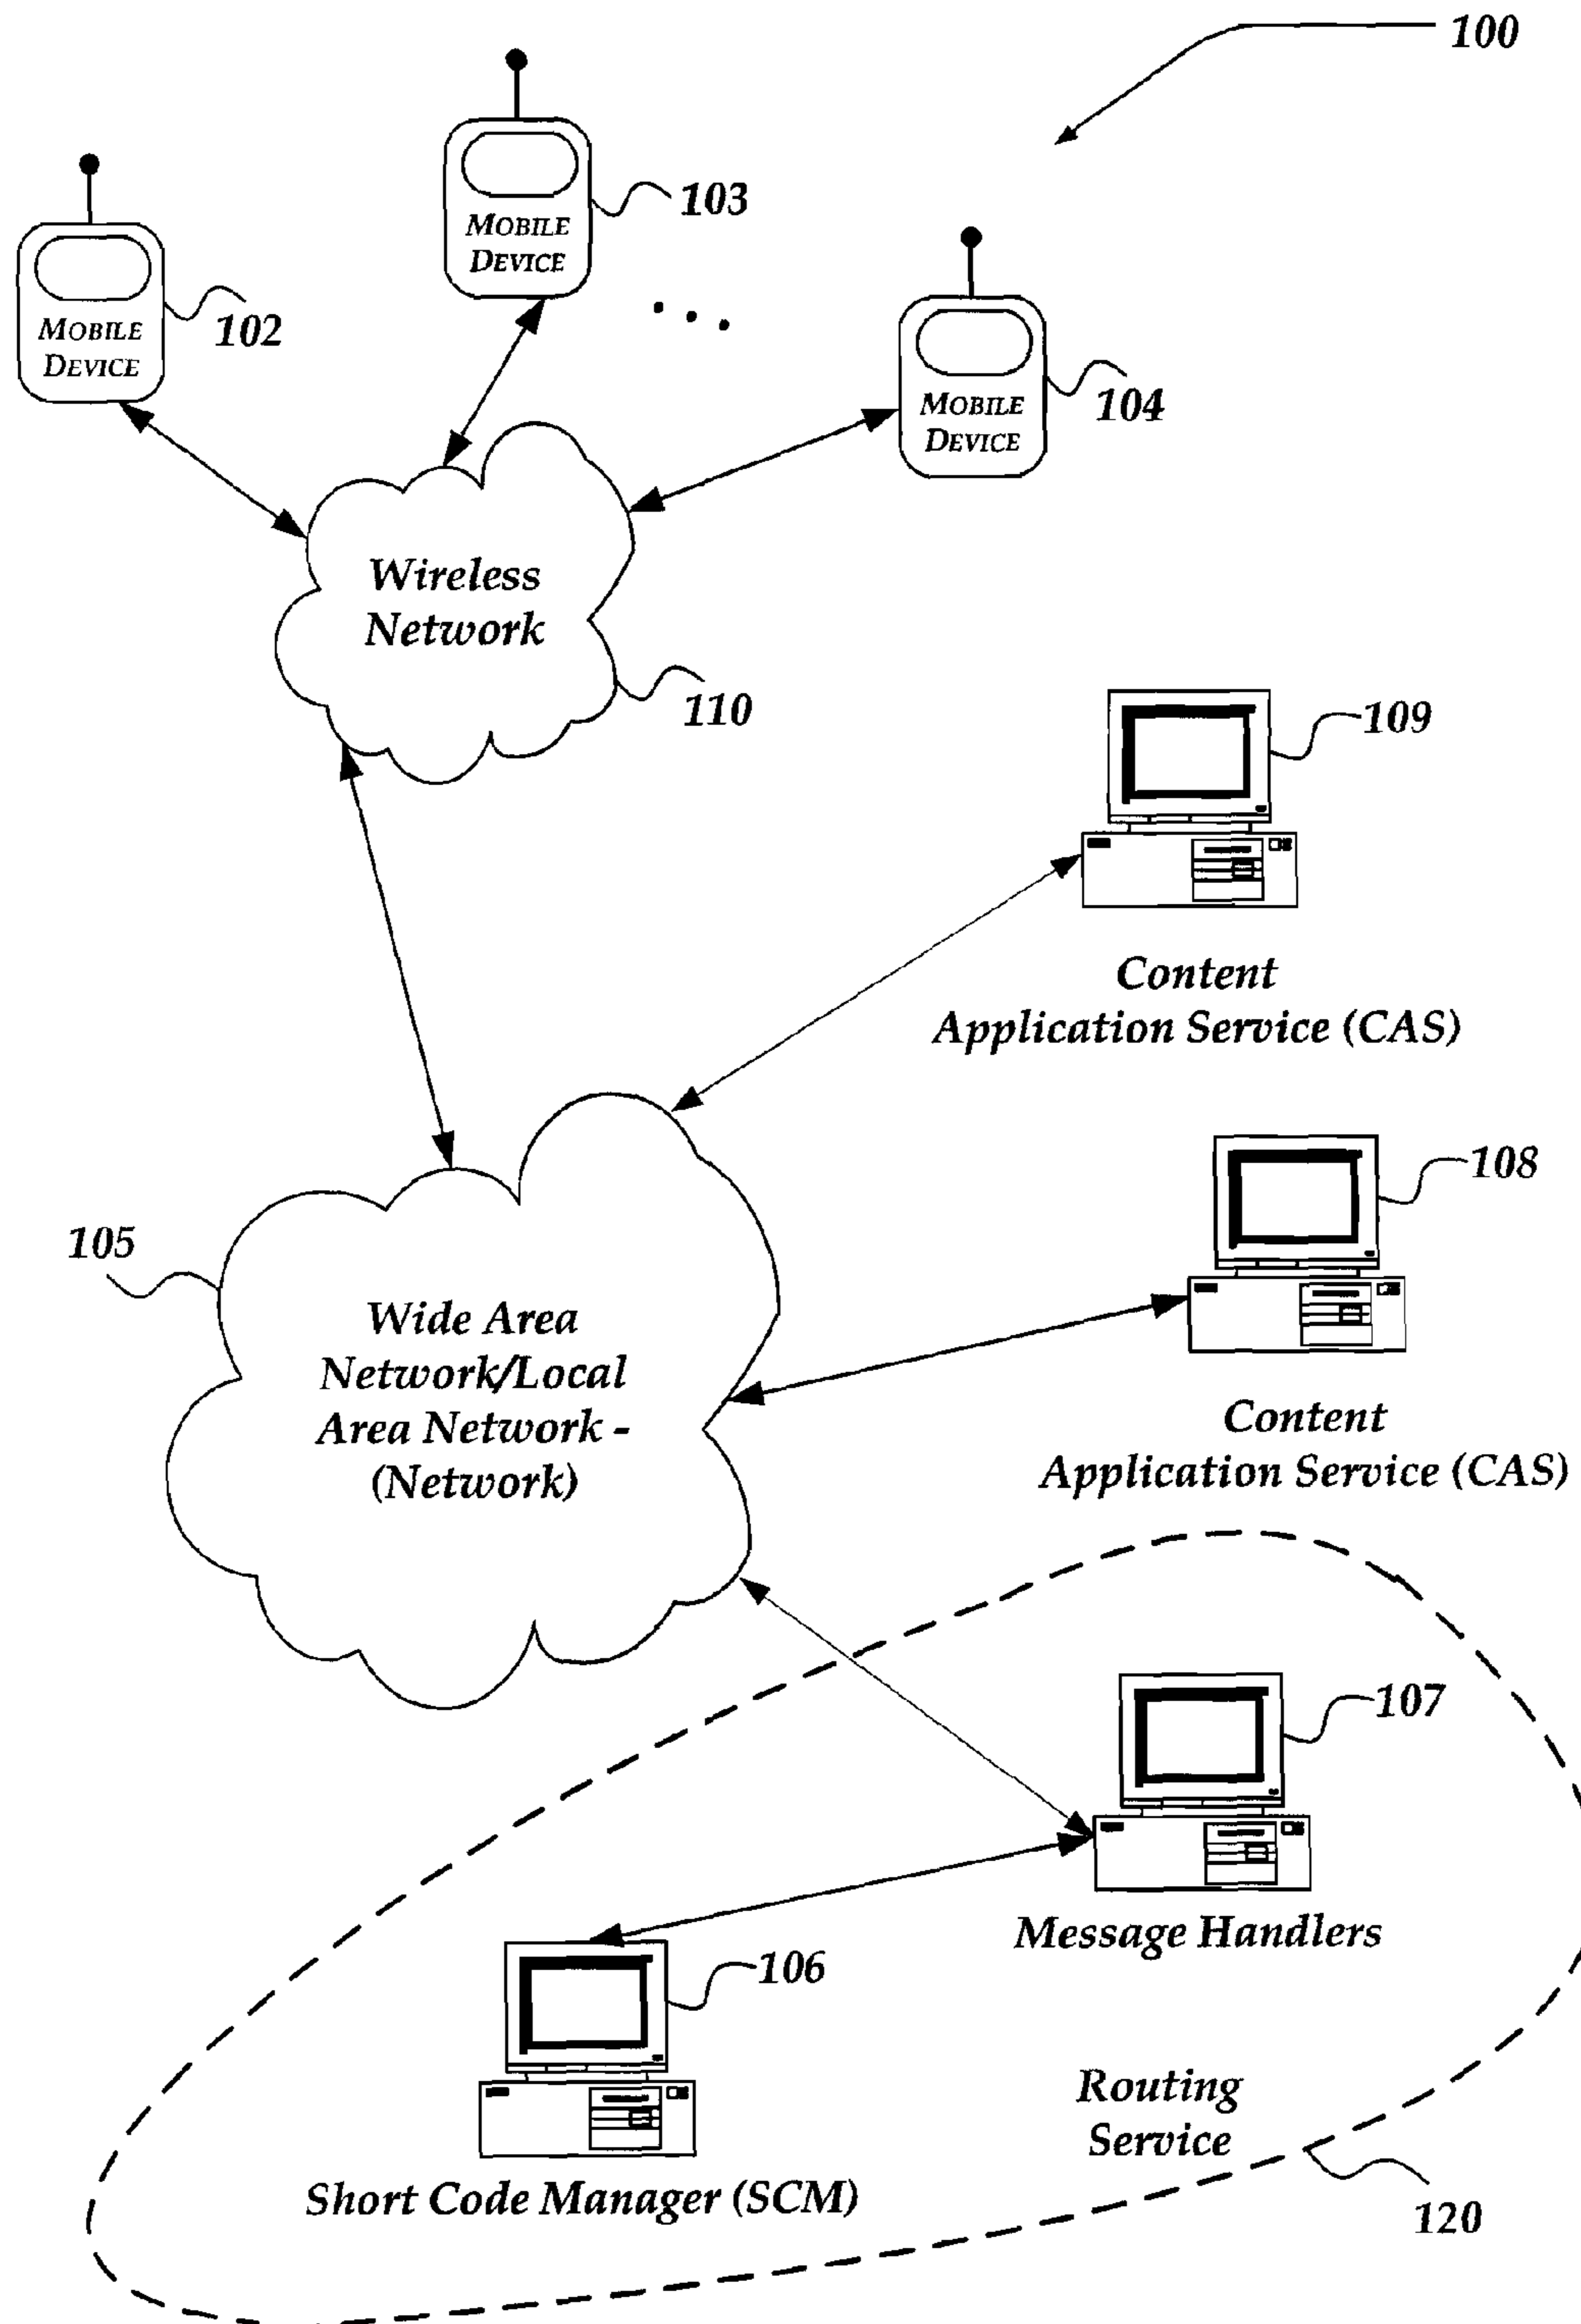 100
103
MOBILE
DEVICE
102
MOBILE
DEVICE
. . .
104
MOBILE
DEVICE
Wireless
Network
110
109
Content
Application Service (CAS)
108
105
Wide Area
Network/Local
Area Network -
(Network)
Content
Application Service (CAS)
107
Message Handlers
106
Routing
Service
Short Code Manager (SCM)
120